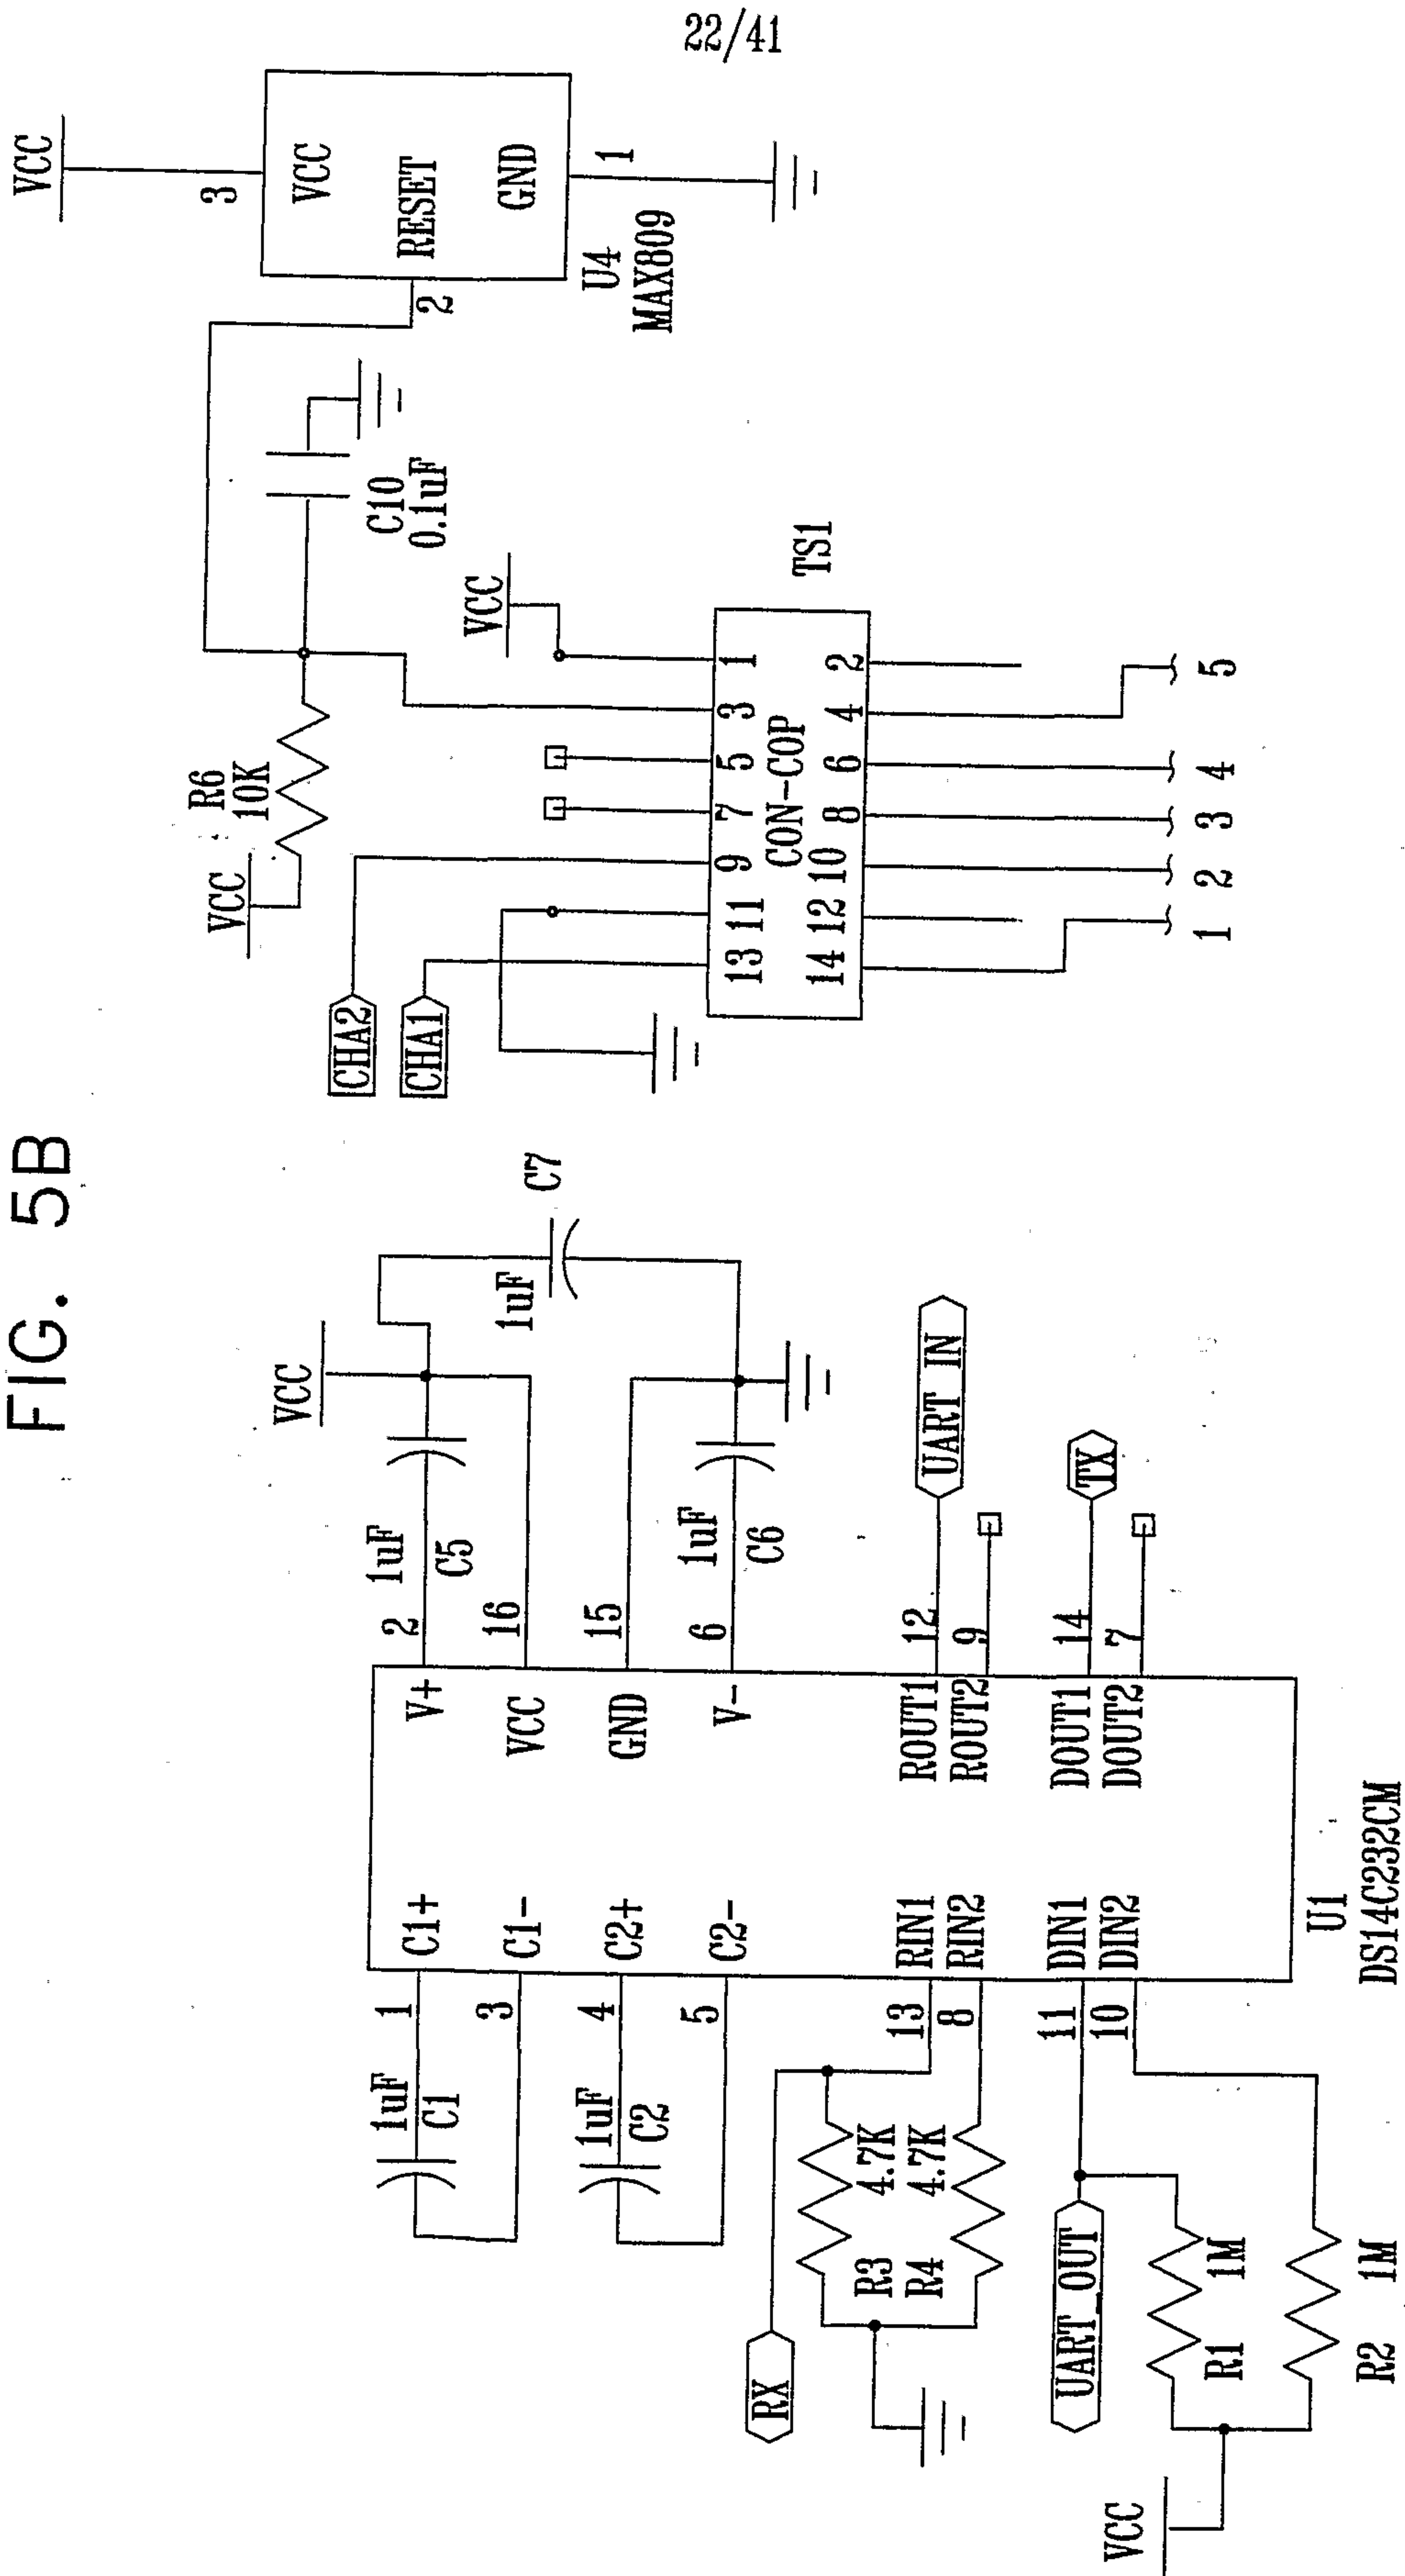 22/41
FIG. 5B
1uF
C1
1
3
1uF
C2
4
5
C1+
C1-
C2+
C2-
V+
VCC
GND
V-
2
16
15
6
1uF
C5
VCC
1uF
C6
1uF
C7
RX
R3
4.7K
R4
4.7K
13
8
RIN1
RIN2
ROUT1
ROUT2
12
9
UART IN
UART_OUT
11
10
DIN1
DIN2
DOUT1
DOUT2
14
7
TX
VCC
R1
1M
R2
1M
U1
DS14C232CM
VCC
R6
10K
C10
0.1uF
CHA2
CHA1
VCC
13
11
9
7
5
3
1
CON-COP
14
12
10
8
6
4
2
TS1
1
2
3
4
5
VCC
3
VCC
RESET
GND
2
1
U4
MAX809